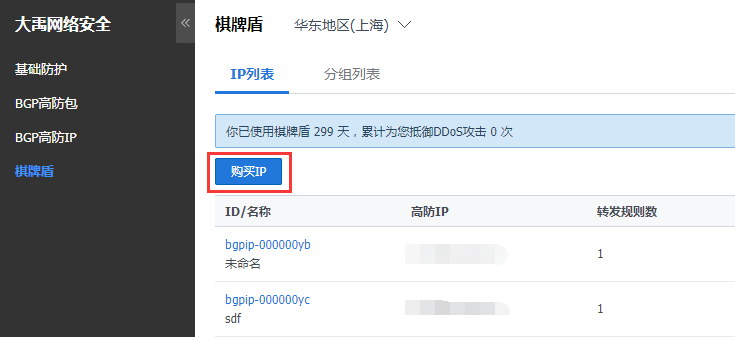 大禹网络安全
«
基础防护
BGP高防包
BGP高防IP
棋牌盾
棋牌盾 华东地区(上海)
IP列表 分组列表
你已使用棋牌盾 299 天，累计为您抵御DDoS攻击 0 次
购买IP
ID/名称 高防IP 转发规则数
bgpip-000000yb
未命名
1
bgpip-000000yc
sdf
1